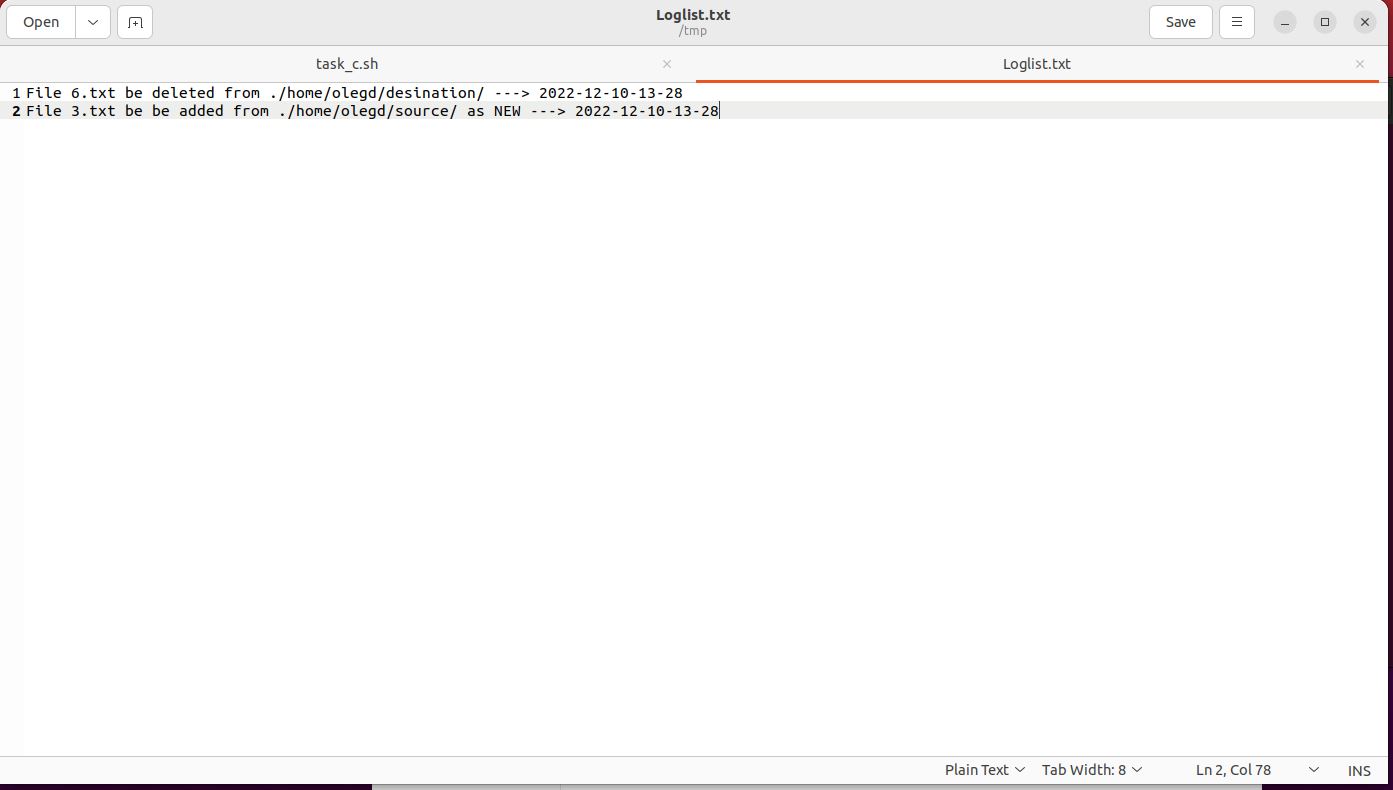 Open
Loglist.txt
/tmp
Save
task_c.sh
Loglist.txt
1 File 6.txt be deleted from ./home/olegd/desination/ ---> 2022-12-10-13-28
2 File 3.txt be be added from ./home/olegd/source/ as NEW ---> 2022-12-10-13-28
Plain Text Tab Width: 8 Ln 2, Col 78 INS